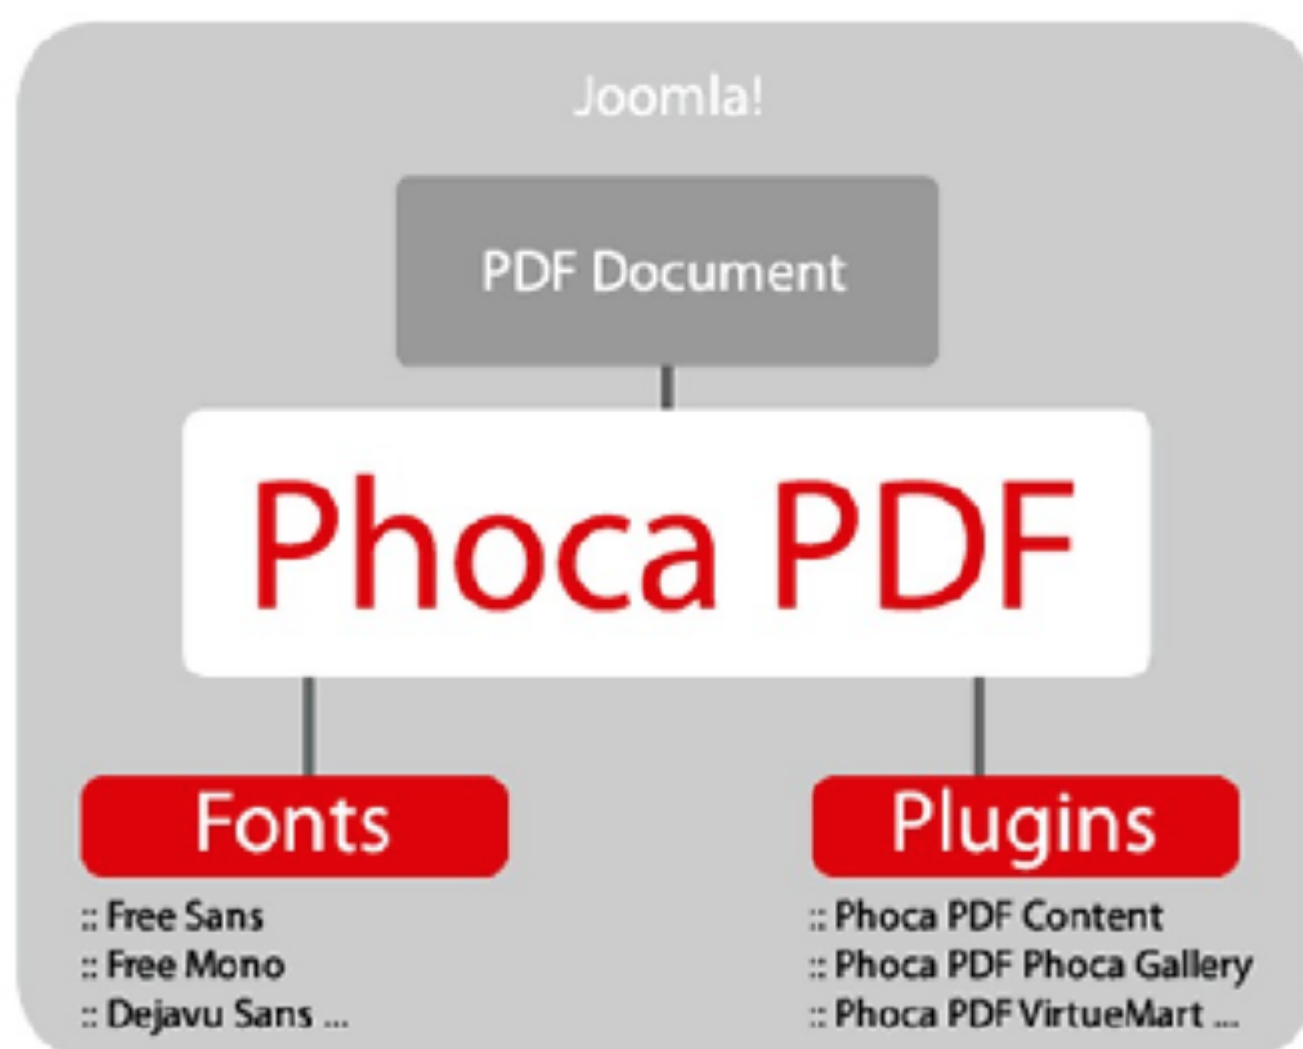 Joomla!
PDF Document
Phoca PDF
Fonts
:: Free Sans
:: Free Mono
:: Dejavu Sans ...
Plugins
:: Phoca PDF Content
:: Phoca PDF Phoca Gallery
:: Phoca PDF VirtueMart ...